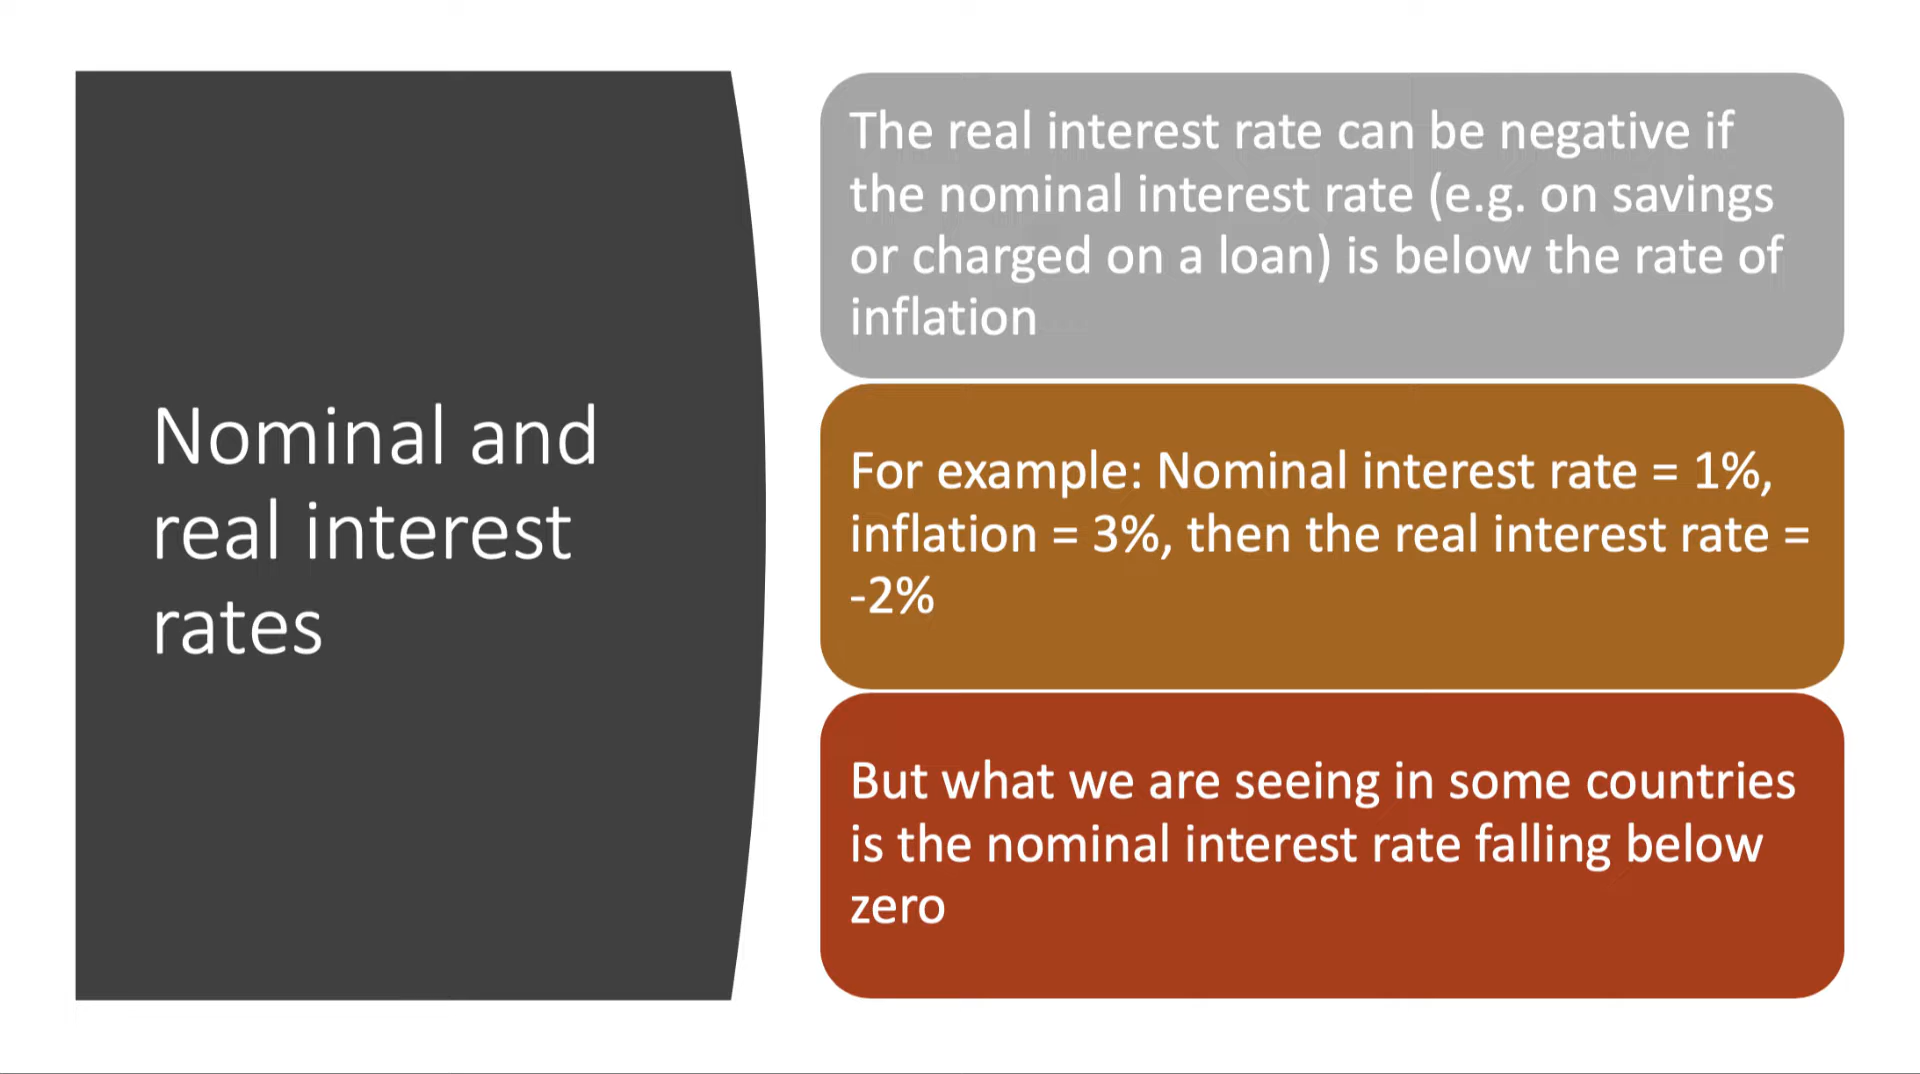 Nominal and
real interest
rates
The real interest rate can be negative if
the nominal interest rate (e.g. on savings
or charged on a loan) is below the rate of
inflation
For example: Nominal interest rate = 1%,
inflation = 3%, then the real interest rate =
-2%
But what we are seeing in some countries
is the nominal interest rate falling below
zero